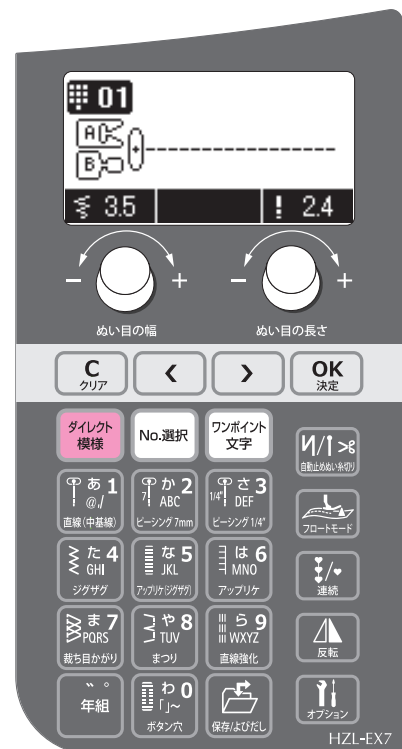 01
A
B
3.5 2.4
− + − +
ぬい目の幅 ぬい目の長さ
C
クリア
< >
OK
決定
ダイレクト
模様
No.選択
ワンポイント
文字
自動止めぬい糸切り
あ 1
@./
直線(中基線)
7 か 2
ABC
ピーシング7mm
1/4" さ 3
DEF
ピーシング1/4"
フロートモード
た 4
GHI
ジグザグ
な 5
JKL
アップリケ(ジグザグ)
は 6
MNO
アップリケ
連続
ま 7
PQRS
裁ち目かがり
や 8
TUV
まつり
ら 9
WXYZ
直線強化
反転
゛ ゜
年組
わ 0
「」~
ボタン穴
保存/よびだし
オプション
HZL-EX7